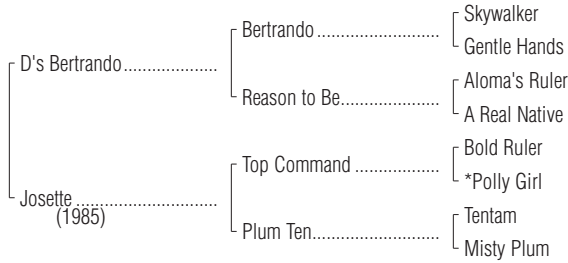 Skywalker
Bertrando
Gentle Hands
D's Bertrando
Aloma's Ruler
Reason to Be
A Real Native
Bold Ruler
Top Command
*Polly Girl
Josette
(1985)
Tentam
Plum Ten
Misty Plum